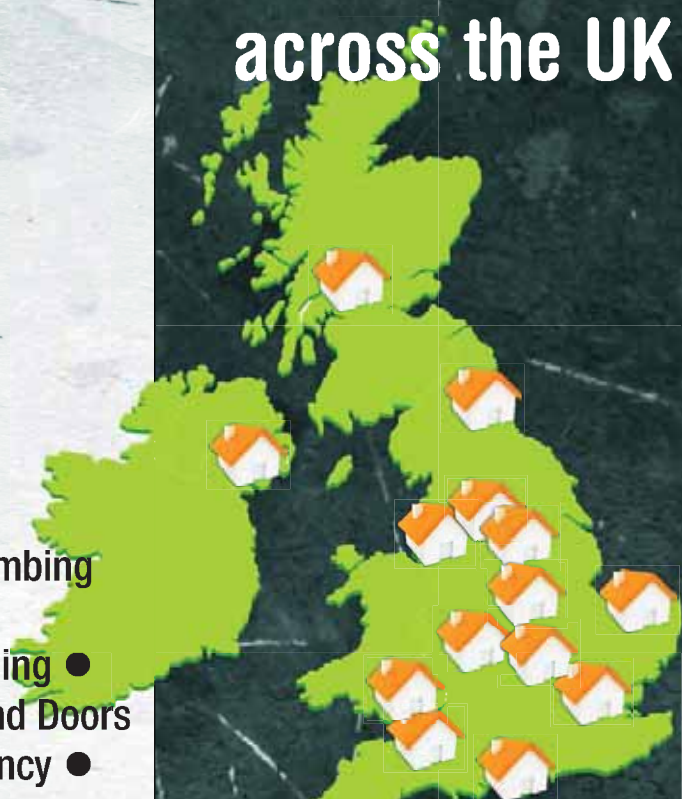 across the UK
mbing
ing ●
nd Doors
ncy ●